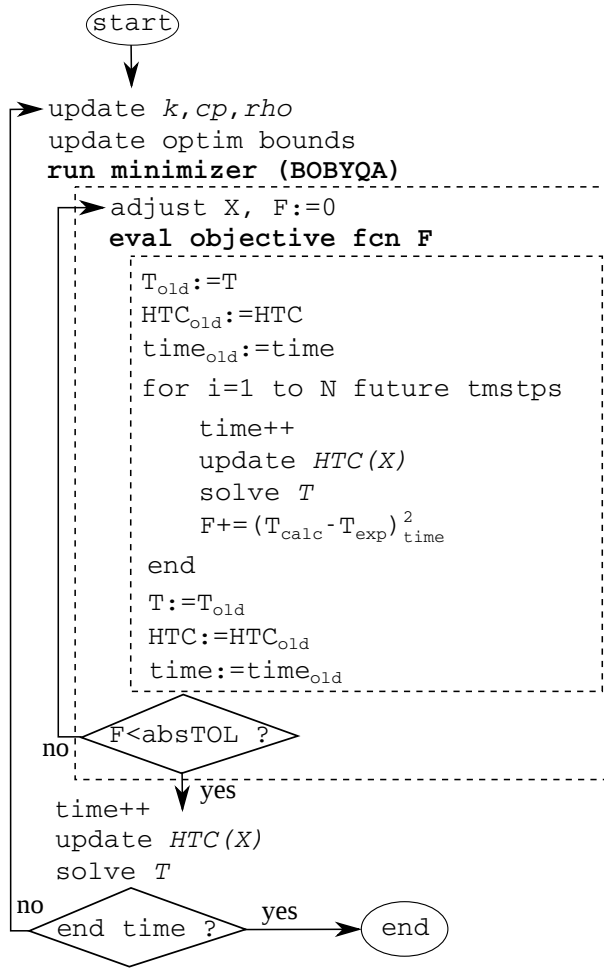 start
update k,cp,rho
update optim bounds
run minimizer (BOBYQA)
adjust X, F:=0
eval objective fcn F
T_old:=T
HTC_old:=HTC
time_old:=time
for i=1 to N future tmstps
time++
update HTC(X)
solve T
F+=(T_calc-T_exp)²_time
end
T:=T_old
HTC:=HTC_old
time:=time_old
F<absTOL ?
no
yes
time++
update HTC(X)
solve T
no
end time ?
yes
end